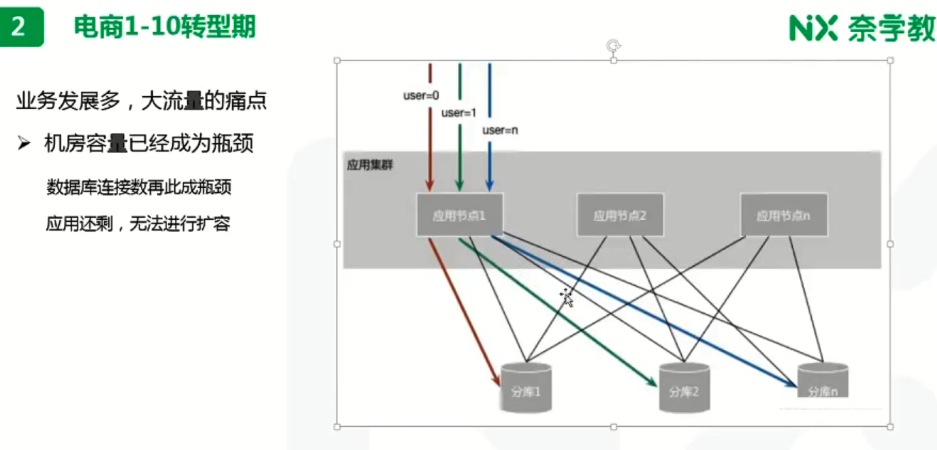 2
电商1-10转型期
NX 奈学教
业务发展多，大流量的痛点
➢ 机房容量已经成为瓶颈
数据库连接数再此成瓶颈
应用还剩，无法进行扩容
user=0
user=1
user=n
应用集群
应用节点1
应用节点2
应用节点n
分库1
分库2
分库n